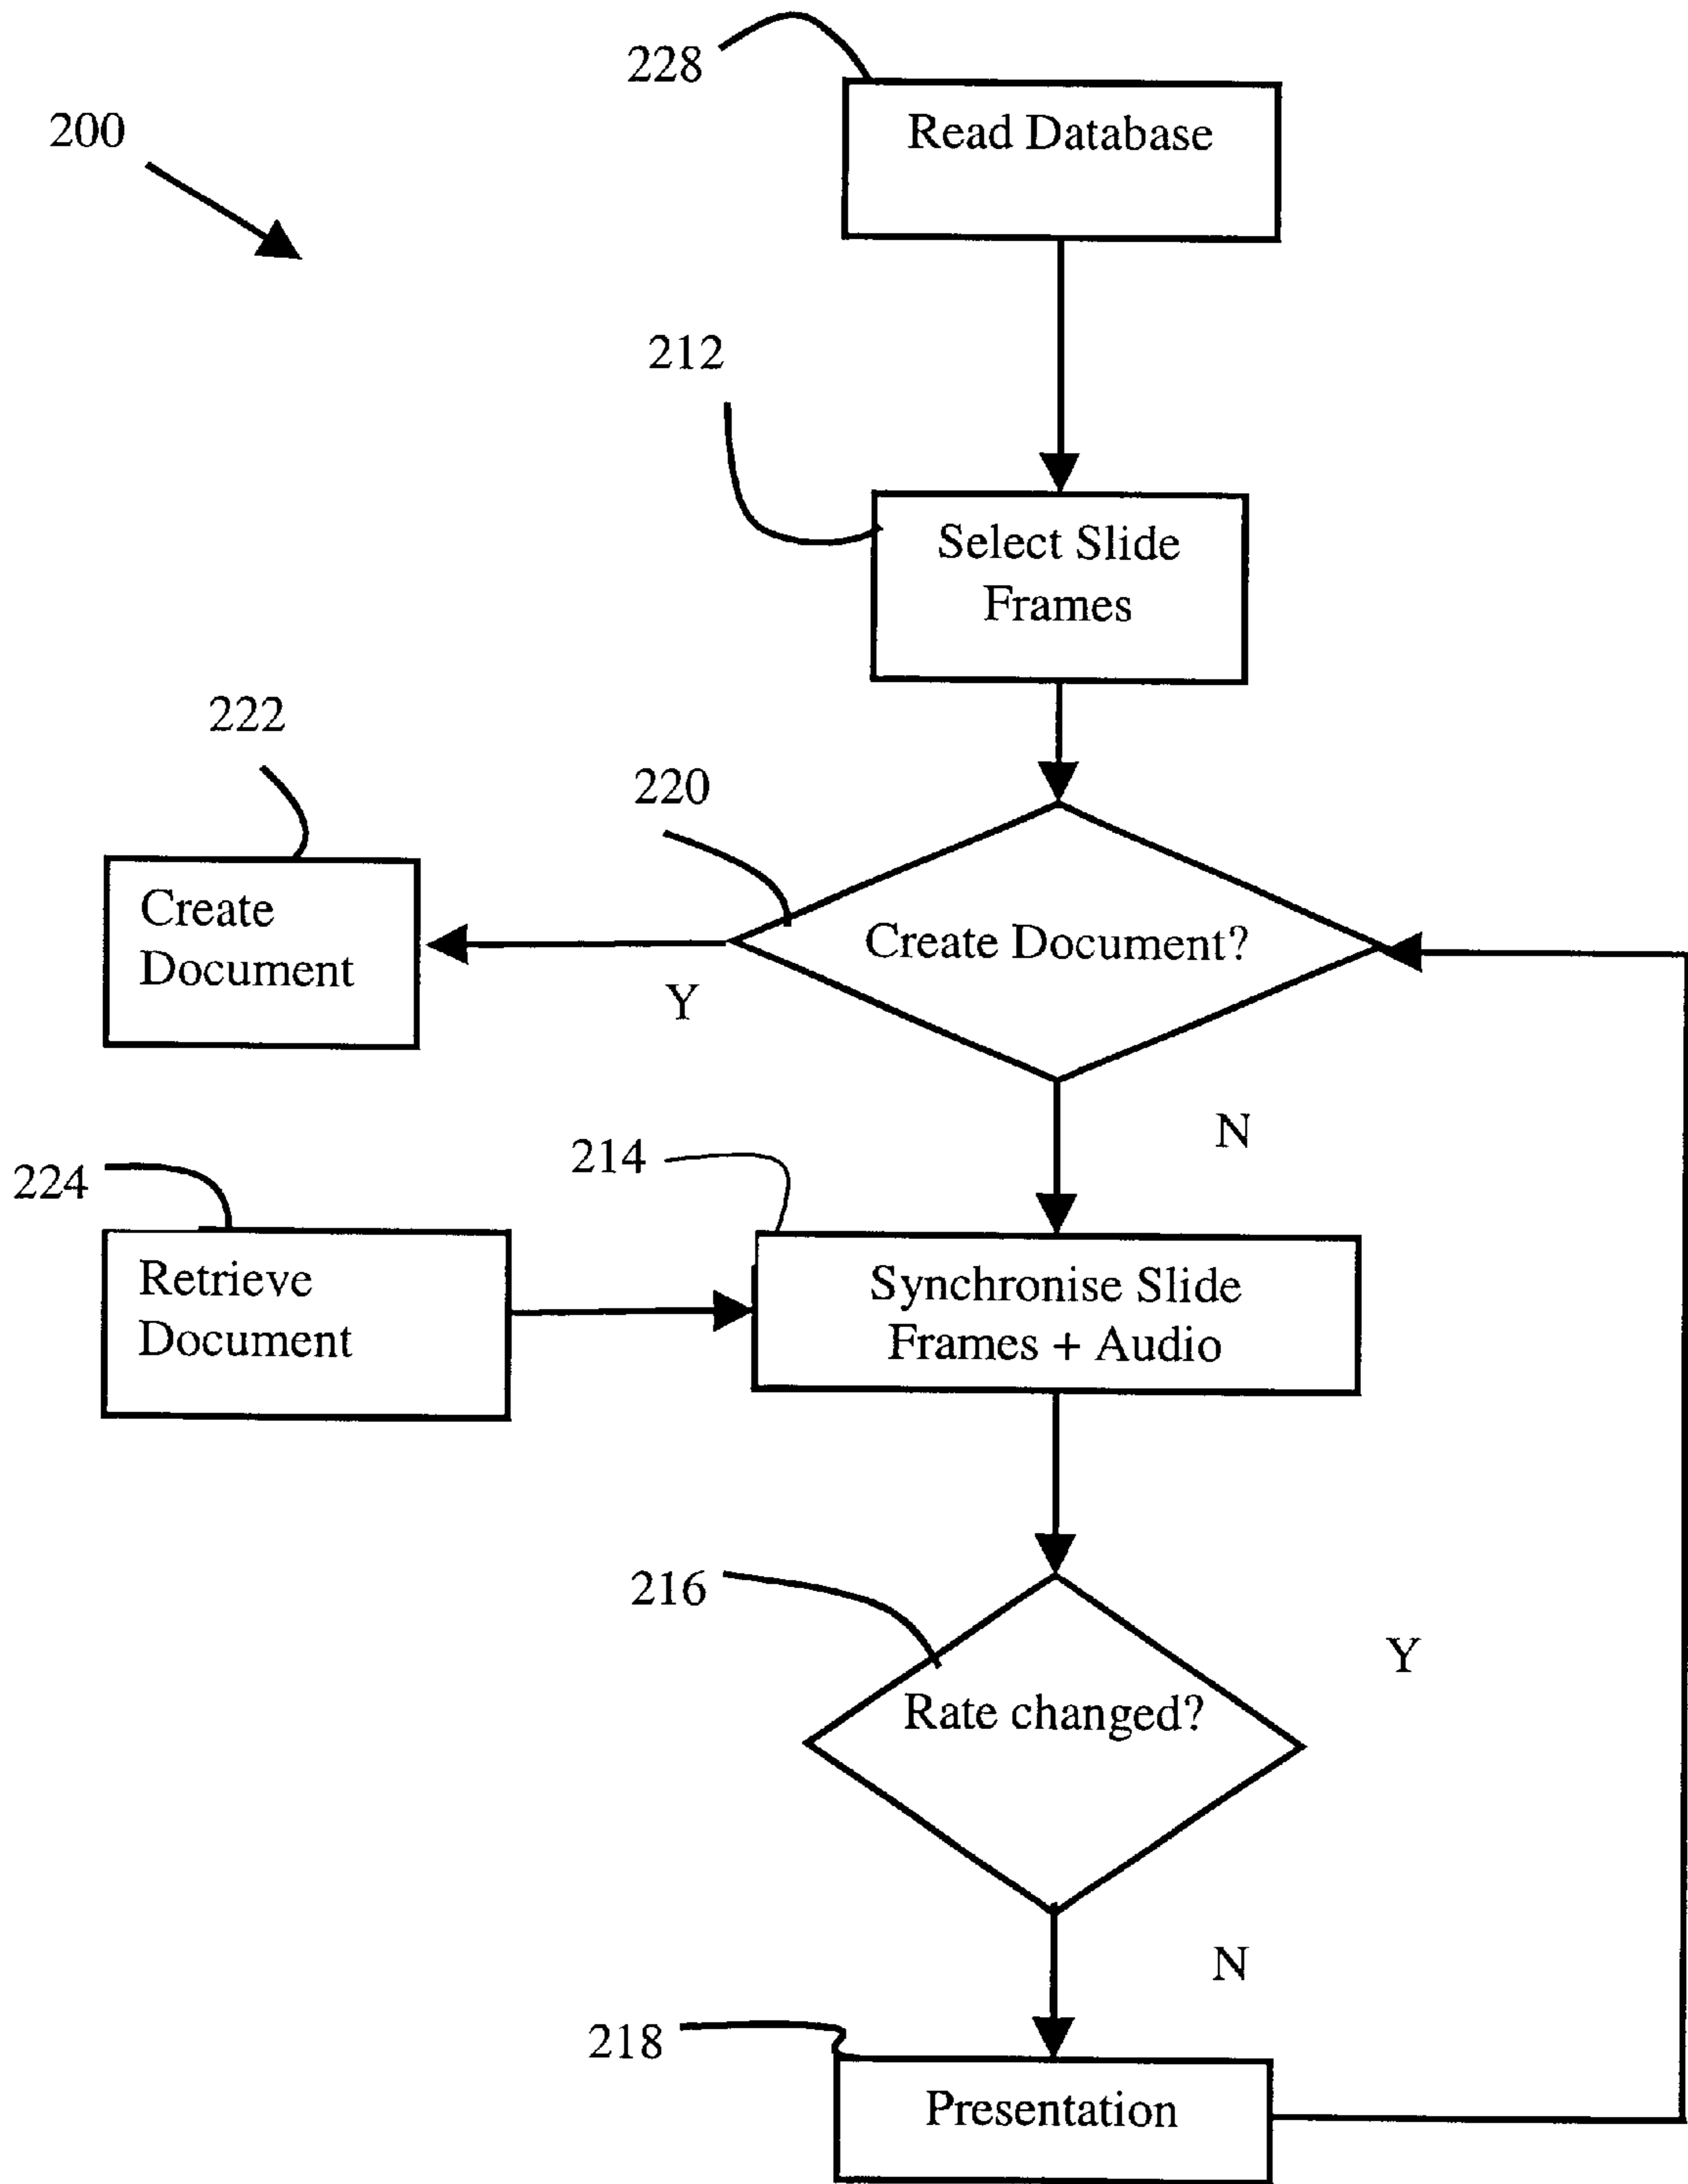 228
Read Database
200
212
Select Slide
Frames
222
220
Create
Document
Create Document?
Y
N
224
214
Retrieve
Document
Synchronise Slide
Frames + Audio
216
Y
Rate changed?
N
218
Presentation